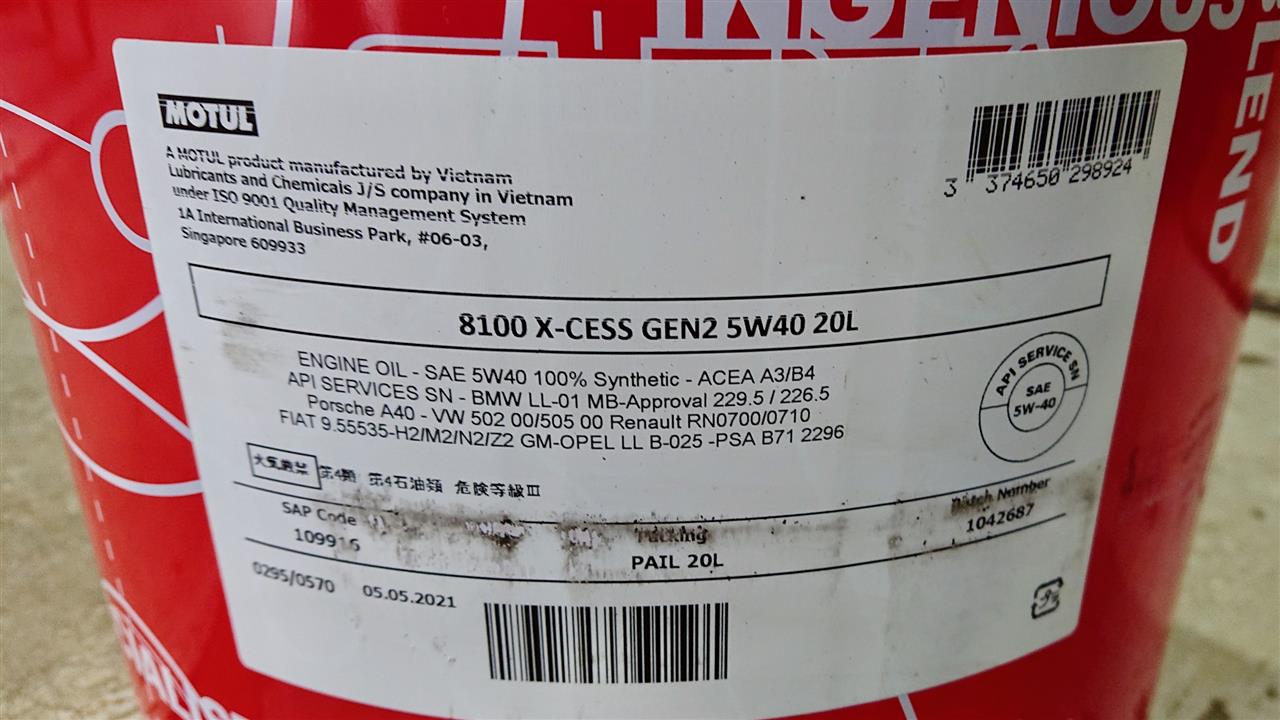 INGENIOUS
LEND
MOTUL
A MOTUL product manufactured by Vietnam
Lubricants and Chemicals J/S company in Vietnam
under ISO 9001 Quality Management System
1A International Business Park, #06-03,
Singapore 609933
3 374650 298924
8100 X-CESS GEN2 5W40 20L
ENGINE OIL - SAE 5W40 100% Synthetic - ACEA A3/B4
API SERVICES SN - BMW LL-01 MB-Approval 229.5 / 226.5
Porsche A40 - VW 502 00/505 00 Renault RN0700/0710
FIAT 9.55535-H2/M2/N2/Z2 GM-OPEL LL B-025 -PSA B71 2296
API SERVICE SN
SAE
5W-40
火気厳禁 第4類 第4石油類 危険等級Ⅲ
SAP Code Packing Batch Number
109916 PAIL 20L 1042687
0295/0570 05.05.2021